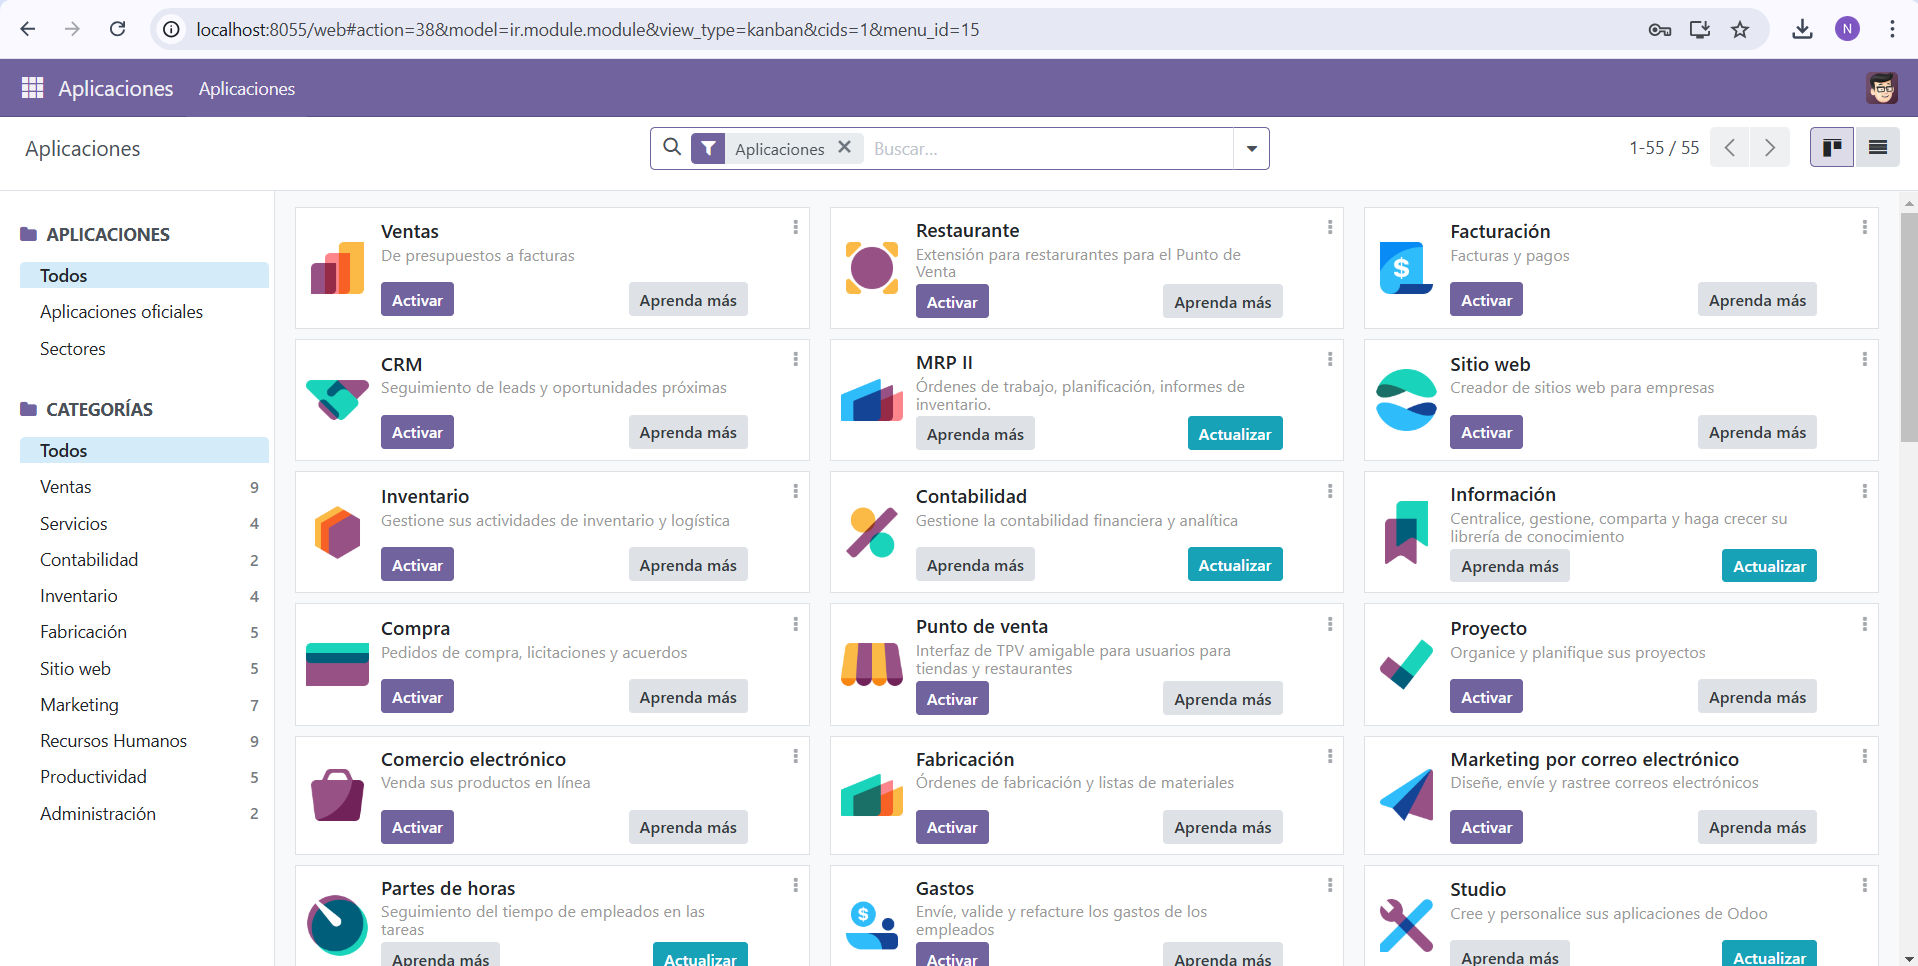 localhost:8055/web#action=38&model=ir.module.module&view_type=kanban&cids=1&menu_id=15
N
Aplicaciones
Aplicaciones
Aplicaciones
Aplicaciones
Buscar...
1-55 / 55
APLICACIONES
Todos
Aplicaciones oficiales
Sectores
CATEGORÍAS
Todos
Ventas 9
Servicios 4
Contabilidad 2
Inventario 4
Fabricación 5
Sitio web 5
Marketing 7
Recursos Humanos 9
Productividad 5
Administración 2
Ventas
De presupuestos a facturas
Activar
Aprenda más
Restaurante
Extensión para restarurantes para el Punto de
Venta
Activar
Aprenda más
$
Facturación
Facturas y pagos
Activar
Aprenda más
CRM
Seguimiento de leads y oportunidades próximas
Activar
Aprenda más
MRP II
Órdenes de trabajo, planificación, informes de
inventario.
Aprenda más
Actualizar
Sitio web
Creador de sitios web para empresas
Activar
Aprenda más
Inventario
Gestione sus actividades de inventario y logística
Activar
Aprenda más
Contabilidad
Gestione la contabilidad financiera y analítica
Aprenda más
Actualizar
Información
Centralice, gestione, comparta y haga crecer su
librería de conocimiento
Aprenda más
Actualizar
Compra
Pedidos de compra, licitaciones y acuerdos
Activar
Aprenda más
Punto de venta
Interfaz de TPV amigable para usuarios para
tiendas y restaurantes
Activar
Aprenda más
Proyecto
Organice y planifique sus proyectos
Activar
Aprenda más
Comercio electrónico
Venda sus productos en línea
Activar
Aprenda más
Fabricación
Órdenes de fabricación y listas de materiales
Activar
Aprenda más
Marketing por correo electrónico
Diseñe, envíe y rastree correos electrónicos
Activar
Aprenda más
Partes de horas
Seguimiento del tiempo de empleados en las
tareas
Aprenda más
Actualizar
$
Gastos
Envíe, valide y refacture los gastos de los
empleados
Activar
Aprenda más
Studio
Cree y personalice sus aplicaciones de Odoo
Aprenda más
Actualizar